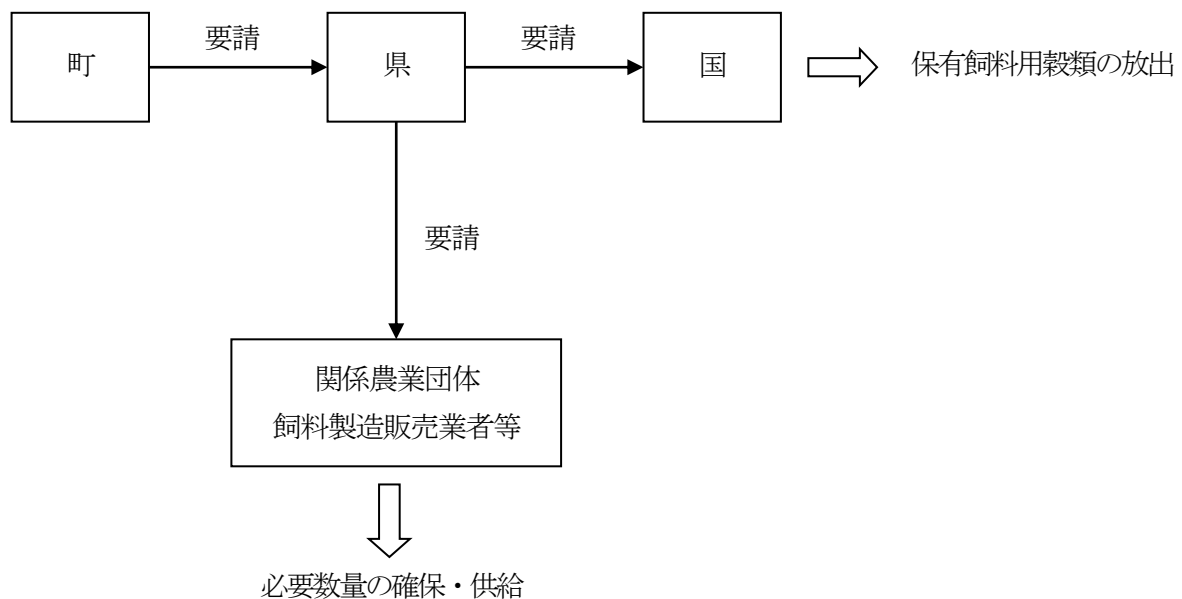 要請
要請
町
県
国
保有飼料用穀類の放出
要請
関係農業団体
飼料製造販売業者等
必要数量の確保・供給